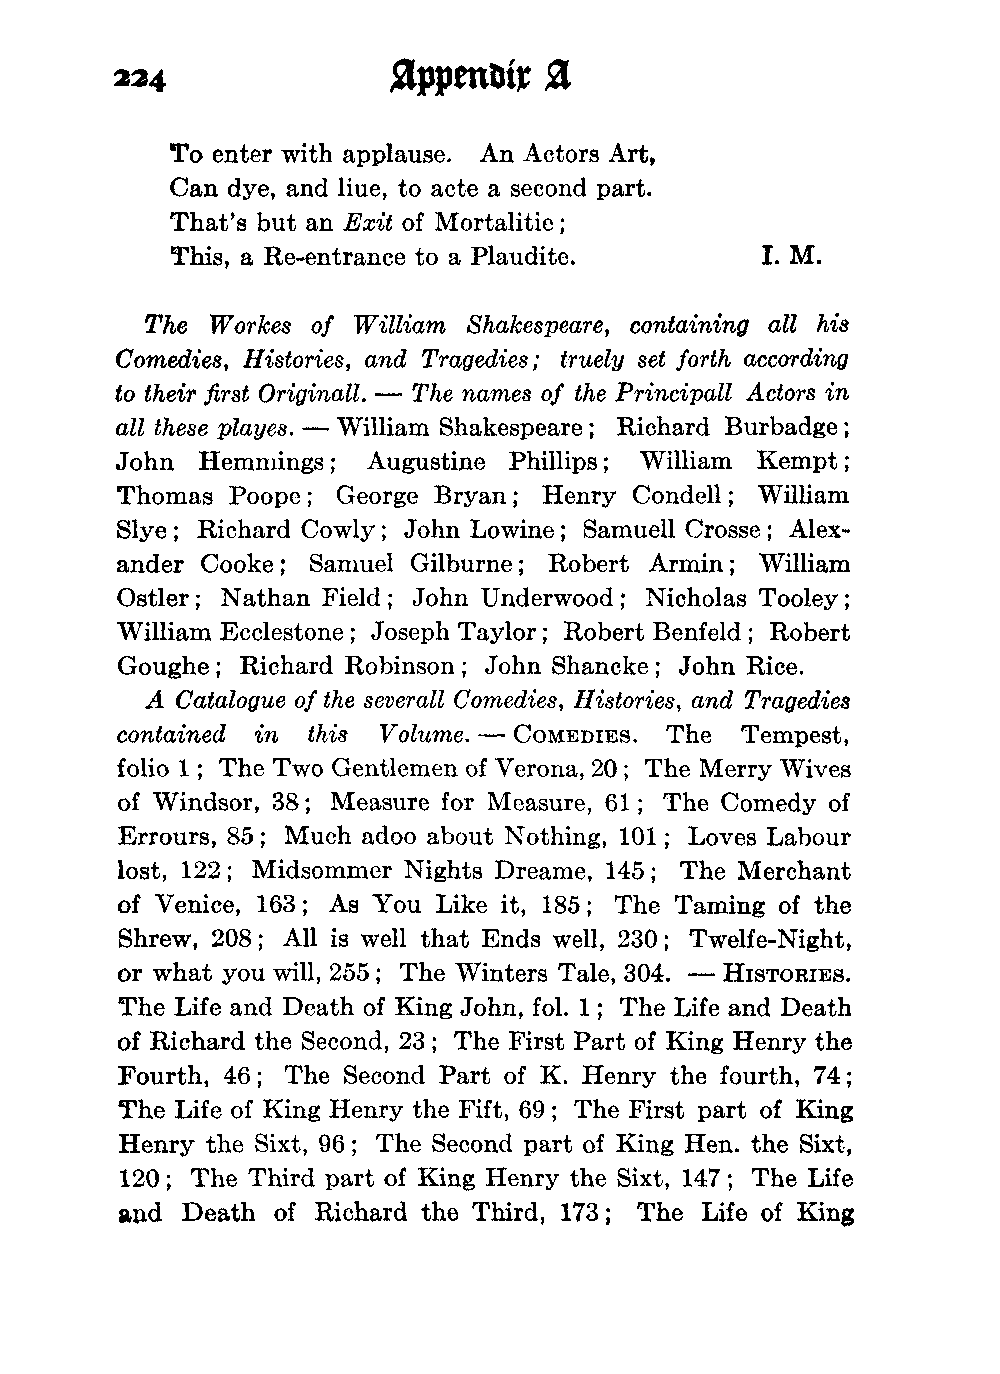 224 Appendix A
To enter with applause. An Actors Art,
Can dye, and liue, to acte a second part.
That's but an Exit of Mortalitie;
This, a Re-entrance to a Plaudite. I. M.
The Workes of William Shakespeare, containing all his
Comedies, Histories, and Tragedies; truely set forth according
to their first Originall. — The names of the Principall Actors in
all these playes. — William Shakespeare; Richard Burbadge;
John Hemmings; Augustine Phillips; William Kempt;
Thomas Poope; George Bryan; Henry Condell; William
Slye; Richard Cowly; John Lowine; Samuell Crosse; Alex-
ander Cooke; Samuel Gilburne; Robert Armin; William
Ostler; Nathan Field; John Underwood; Nicholas Tooley;
William Ecclestone; Joseph Taylor; Robert Benfeld; Robert
Goughe; Richard Robinson; John Shancke; John Rice.
A Catalogue of the severall Comedies, Histories, and Tragedies
contained in this Volume. — COMEDIES. The Tempest,
folio 1; The Two Gentlemen of Verona, 20; The Merry Wives
of Windsor, 38; Measure for Measure, 61; The Comedy of
Errours, 85; Much adoo about Nothing, 101; Loves Labour
lost, 122; Midsommer Nights Dreame, 145; The Merchant
of Venice, 163; As You Like it, 185; The Taming of the
Shrew, 208; All is well that Ends well, 230; Twelfe-Night,
or what you will, 255; The Winters Tale, 304. — HISTORIES.
The Life and Death of King John, fol. 1; The Life and Death
of Richard the Second, 23; The First Part of King Henry the
Fourth, 46; The Second Part of K. Henry the fourth, 74;
The Life of King Henry the Fift, 69; The First part of King
Henry the Sixt, 96; The Second part of King Hen. the Sixt,
120; The Third part of King Henry the Sixt, 147; The Life
and Death of Richard the Third, 173; The Life of King